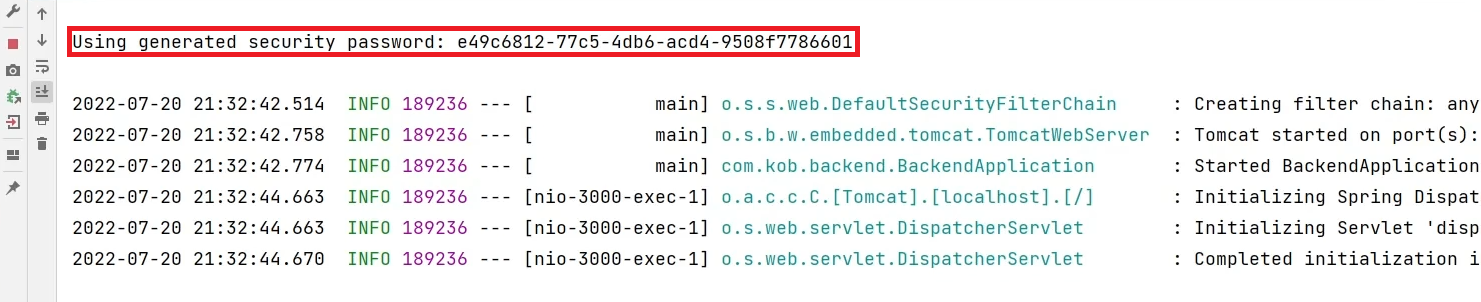 Using generated security password: e49c6812-77c5-4db6-acd4-9508f7786601
2022-07-20 21:32:42.514  INFO 189236 --- [           main] o.s.s.web.DefaultSecurityFilterChain     : Creating filter chain: any
2022-07-20 21:32:42.758  INFO 189236 --- [           main] o.s.b.w.embedded.tomcat.TomcatWebServer  : Tomcat started on port(s):
2022-07-20 21:32:42.774  INFO 189236 --- [           main] com.kob.backend.BackendApplication       : Started BackendApplication
2022-07-20 21:32:44.663  INFO 189236 --- [nio-3000-exec-1] o.a.c.c.C.[Tomcat].[localhost].[/]       : Initializing Spring Dispat
2022-07-20 21:32:44.663  INFO 189236 --- [nio-3000-exec-1] o.s.web.servlet.DispatcherServlet        : Initializing Servlet 'disp
2022-07-20 21:32:44.670  INFO 189236 --- [nio-3000-exec-1] o.s.web.servlet.DispatcherServlet        : Completed initialization i